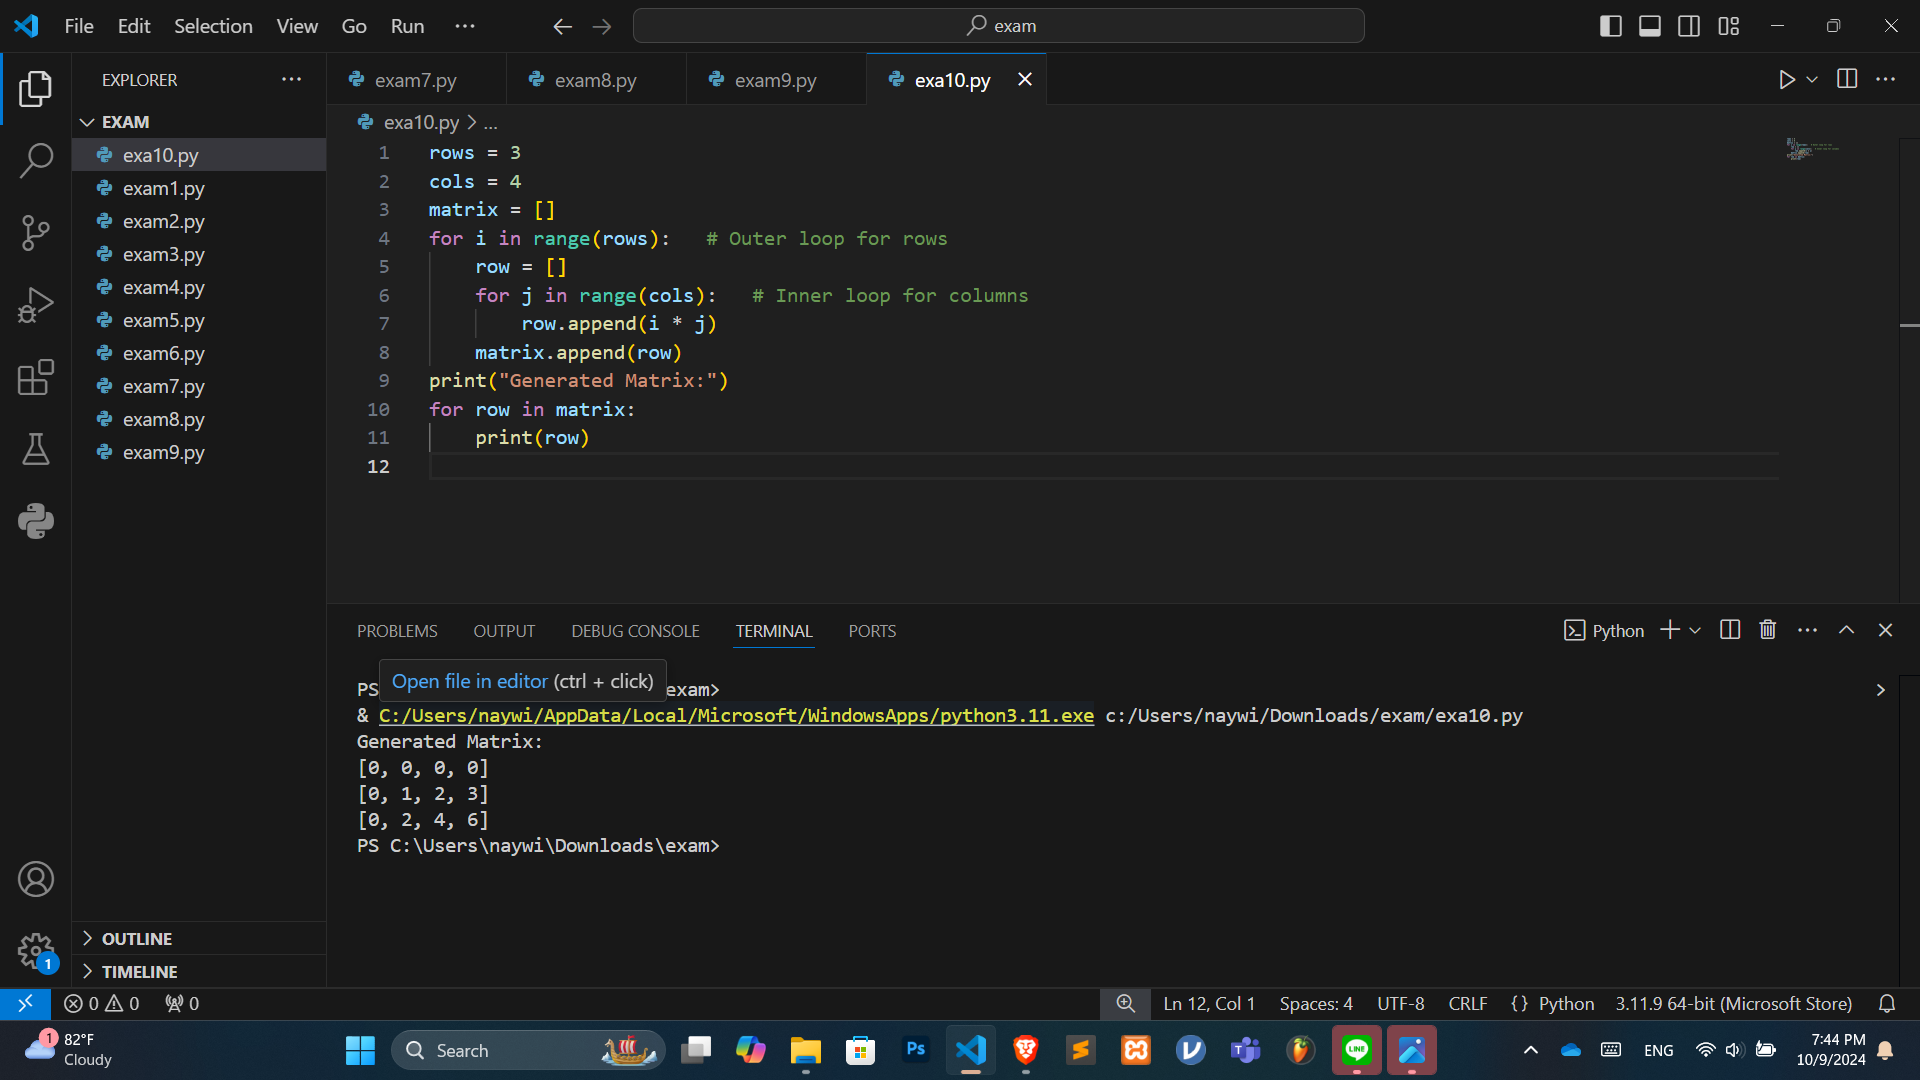 File Edit Selection View Go Run ···
exam
EXPLORER ···
exam7.py
exam8.py
exam9.py
exa10.py
EXAM
exa10.py
exam1.py
exam2.py
exam3.py
exam4.py
exam5.py
exam6.py
exam7.py
exam8.py
exam9.py
OUTLINE
TIMELINE
exa10.py > ...
1 rows = 3
2 cols = 4
3 matrix = []
4 for i in range(rows):   # Outer loop for rows
5     row = []
6     for j in range(cols):   # Inner loop for columns
7         row.append(i * j)
8     matrix.append(row)
9 print("Generated Matrix:")
10 for row in matrix:
11     print(row)
12
PROBLEMS OUTPUT DEBUG CONSOLE TERMINAL PORTS
Python
Open file in editor (ctrl + click)
PS exam>
& C:/Users/naywi/AppData/Local/Microsoft/WindowsApps/python3.11.exe c:/Users/naywi/Downloads/exam/exa10.py
Generated Matrix:
[0, 0, 0, 0]
[0, 1, 2, 3]
[0, 2, 4, 6]
PS C:\Users\naywi\Downloads\exam>
1
0 0 0
Ln 12, Col 1 Spaces: 4 UTF-8 CRLF {} Python 3.11.9 64-bit (Microsoft Store)
1
82°F
Cloudy
Search
Ps
LINE
ENG
7:44 PM
10/9/2024